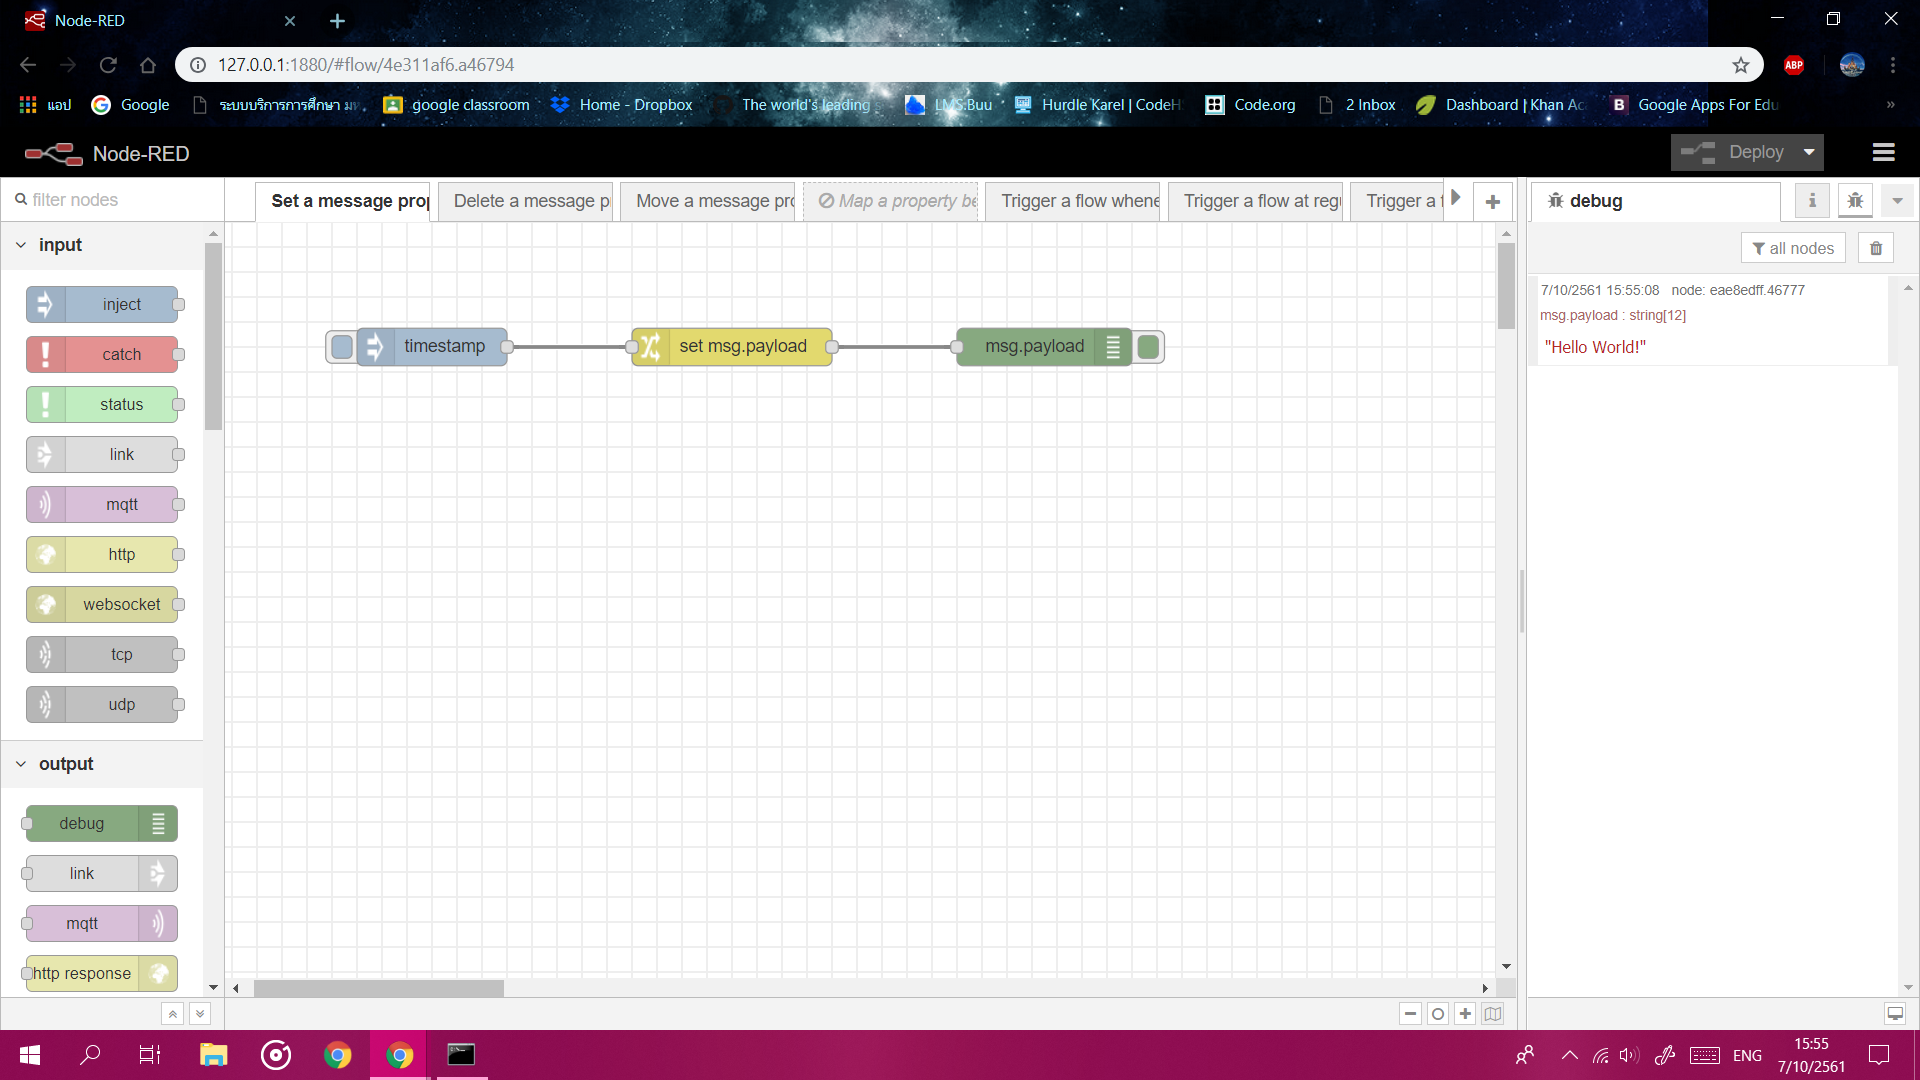 Node-RED
127.0.0.1:1880/#flow/4e311af6.a46794
ABP
แอป
Google
ระบบบริการการศึกษา
google classroom
Home - Dropbox
The world's leading
LMS:Buu
Hurdle Karel | CodeH
Code.org
2 Inbox
Dashboard | Khan Ac
B Google Apps For Edu
»
Node-RED
Deploy
filter nodes
Set a message prop
Delete a message p
Move a message pro
Map a property be
Trigger a flow whene
Trigger a flow at regu
Trigger a f
debug
input
all nodes
inject
catch
status
link
mqtt
http
websocket
tcp
udp
timestamp
set msg.payload
msg.payload
7/10/2561 15:55:08 node: eae8edff.46777
msg.payload : string[12]
"Hello World!"
output
debug
link
mqtt
http response
ENG
15:55
7/10/2561